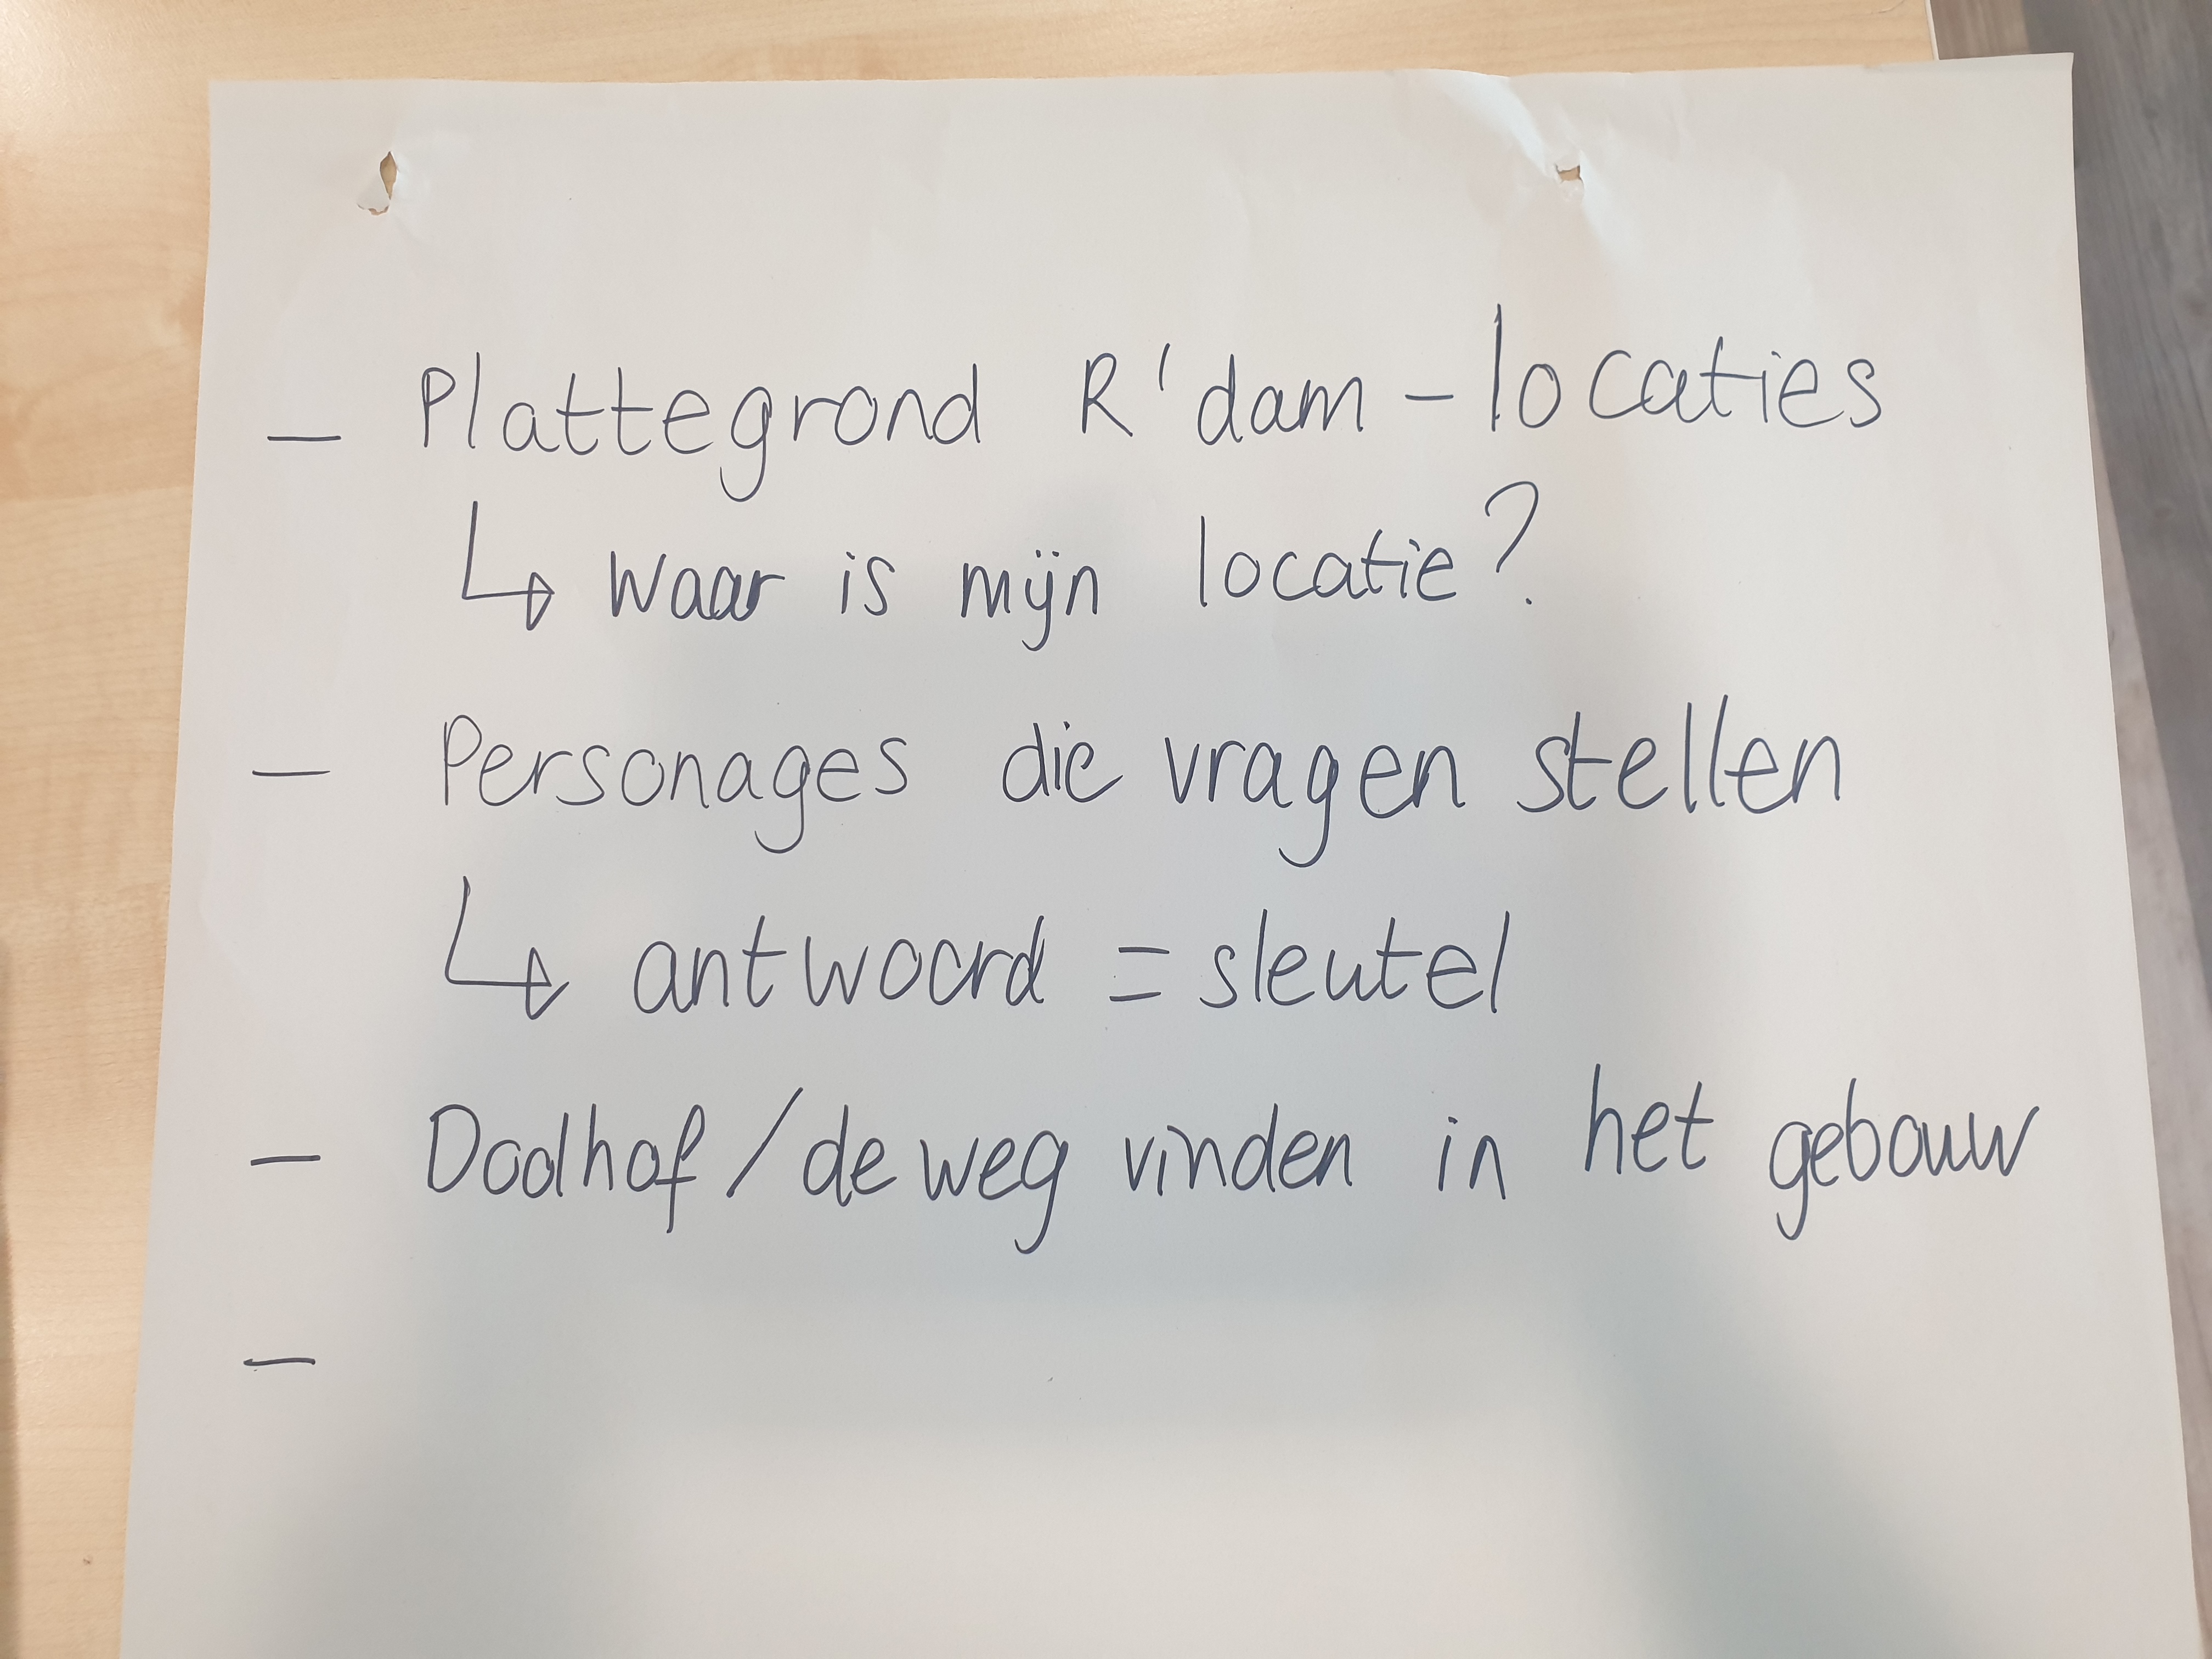 - Plattegrond R'dam - locaties
↳ Waar is mijn locatie?
- Personages die vragen stellen
↳ antwoord = sleutel
- Doolhof / de weg vinden in het gebouw
-